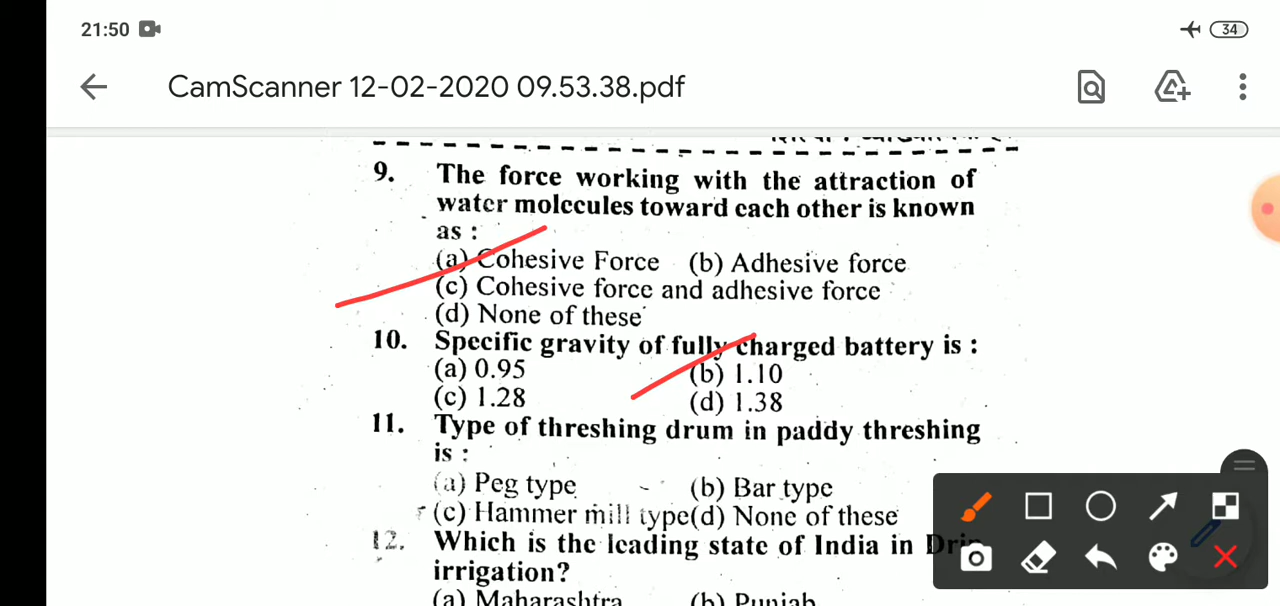 21:50
34
CamScanner 12-02-2020 09.53.38.pdf
9. The force working with the attraction of
water molecules toward each other is known
as :
(a) Cohesive Force (b) Adhesive force
(c) Cohesive force and adhesive force
(d) None of these
10. Specific gravity of fully charged battery is :
(a) 0.95 (b) 1.10
(c) 1.28 (d) 1.38
11. Type of threshing drum in paddy threshing
is :
(a) Peg type (b) Bar type
(c) Hammer mill type(d) None of these
12. Which is the leading state of India in Drip
irrigation?
(a) Maharashtra (b) Punjab